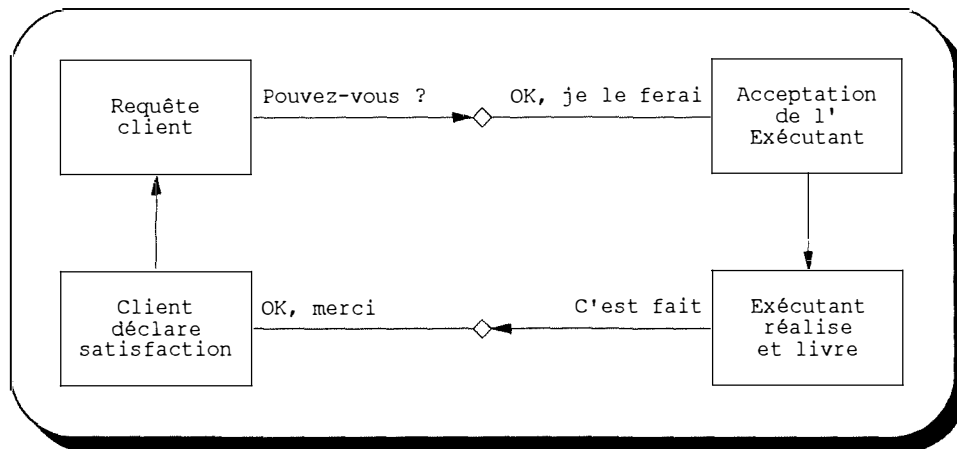 Requête
client
Pouvez-vous ?
OK, je le ferai
Acceptation
de l'
Exécutant
Client
déclare
satisfaction
OK, merci
C'est fait
Exécutant
réalise
et livre